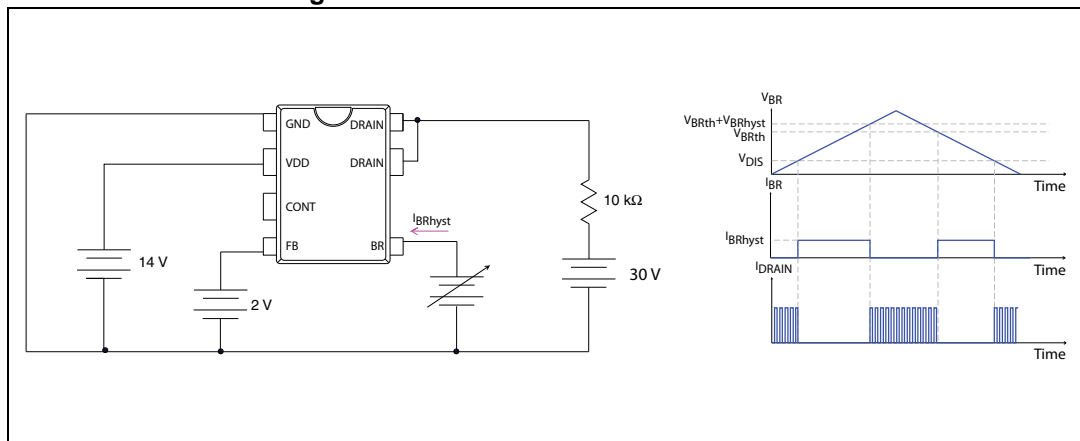 GND
DRAIN
VDD
DRAIN
CONT
FB
BR
IBRhyst
14 V
2 V
10 kΩ
30 V
VBR
VBRth+VBRhyst
VBRth
VDIS
Time
IBR
IBRhyst
Time
IDRAIN
Time